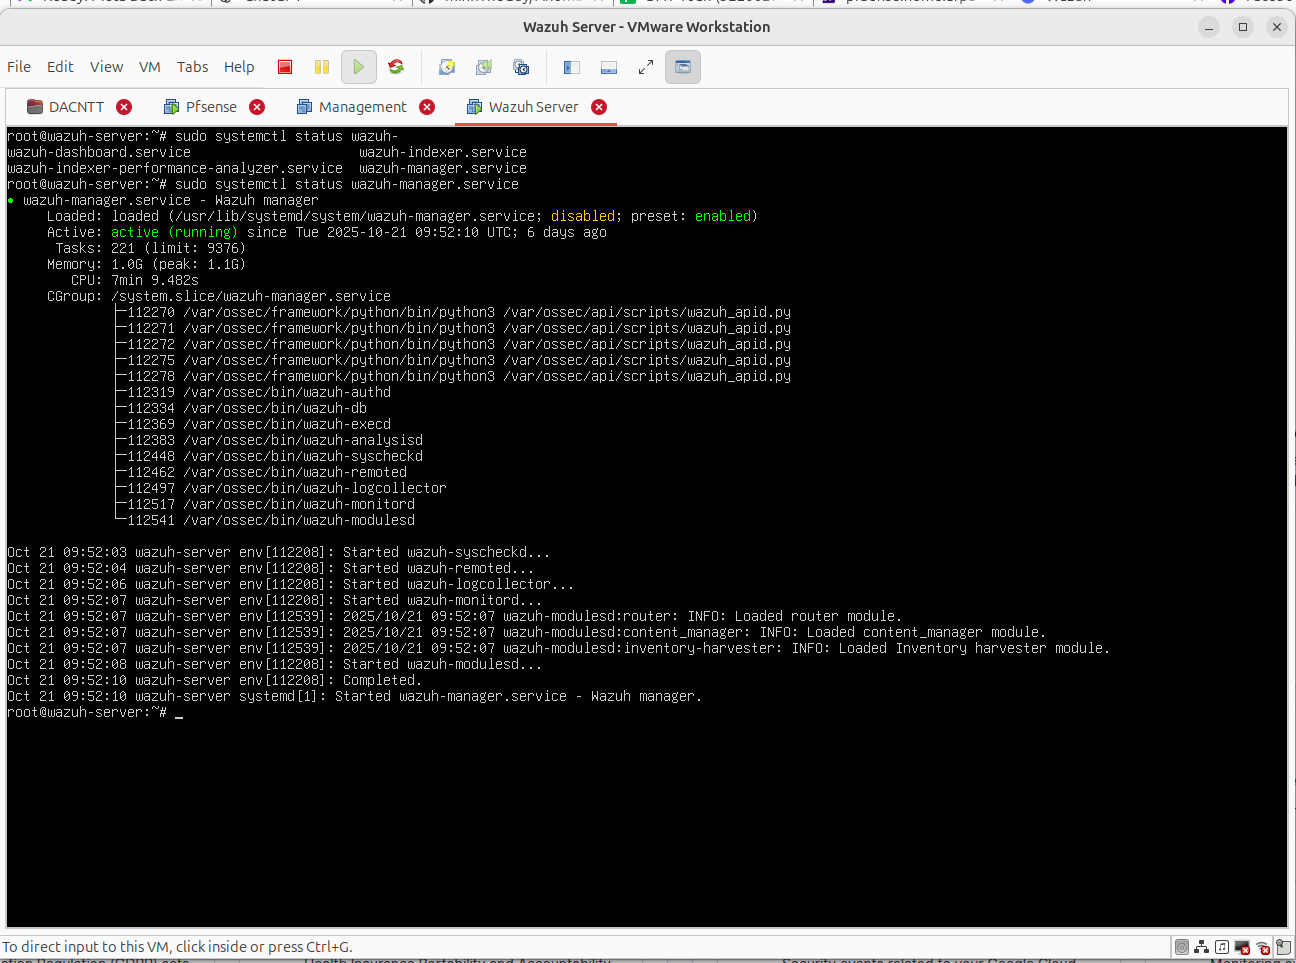 Wazuh Server - VMware Workstation
File Edit View VM Tabs Help
DACNTT Pfsense Management Wazuh Server
root@wazuh-server:~# sudo systemctl status wazuh-
wazuh-dashboard.service wazuh-indexer.service
wazuh-indexer-performance-analyzer.service wazuh-manager.service
root@wazuh-server:~# sudo systemctl status wazuh-manager.service
● wazuh-manager.service - Wazuh manager
Loaded: loaded (/usr/lib/systemd/system/wazuh-manager.service; disabled; preset: enabled)
Active: active (running) since Tue 2025-10-21 09:52:10 UTC; 6 days ago
Tasks: 221 (limit: 9376)
Memory: 1.0G (peak: 1.1G)
CPU: 7min 9.482s
CGroup: /system.slice/wazuh-manager.service
├─112270 /var/ossec/framework/python/bin/python3 /var/ossec/api/scripts/wazuh_apid.py
├─112271 /var/ossec/framework/python/bin/python3 /var/ossec/api/scripts/wazuh_apid.py
├─112272 /var/ossec/framework/python/bin/python3 /var/ossec/api/scripts/wazuh_apid.py
├─112275 /var/ossec/framework/python/bin/python3 /var/ossec/api/scripts/wazuh_apid.py
├─112278 /var/ossec/framework/python/bin/python3 /var/ossec/api/scripts/wazuh_apid.py
├─112319 /var/ossec/bin/wazuh-authd
├─112334 /var/ossec/bin/wazuh-db
├─112369 /var/ossec/bin/wazuh-execd
├─112383 /var/ossec/bin/wazuh-analysisd
├─112448 /var/ossec/bin/wazuh-syscheckd
├─112462 /var/ossec/bin/wazuh-remoted
├─112497 /var/ossec/bin/wazuh-logcollector
├─112517 /var/ossec/bin/wazuh-monitord
└─112541 /var/ossec/bin/wazuh-modulesd
Oct 21 09:52:03 wazuh-server env[112208]: Started wazuh-syscheckd...
Oct 21 09:52:04 wazuh-server env[112208]: Started wazuh-remoted...
Oct 21 09:52:06 wazuh-server env[112208]: Started wazuh-logcollector...
Oct 21 09:52:07 wazuh-server env[112208]: Started wazuh-monitord...
Oct 21 09:52:07 wazuh-server env[112539]: 2025/10/21 09:52:07 wazuh-modulesd:router: INFO: Loaded router module.
Oct 21 09:52:07 wazuh-server env[112539]: 2025/10/21 09:52:07 wazuh-modulesd:content_manager: INFO: Loaded content_manager module.
Oct 21 09:52:07 wazuh-server env[112539]: 2025/10/21 09:52:07 wazuh-modulesd:inventory-harvester: INFO: Loaded Inventory harvester module.
Oct 21 09:52:08 wazuh-server env[112208]: Started wazuh-modulesd...
Oct 21 09:52:10 wazuh-server env[112208]: Completed.
Oct 21 09:52:10 wazuh-server systemd[1]: Started wazuh-manager.service - Wazuh manager.
root@wazuh-server:~# _
To direct input to this VM, click inside or press Ctrl+G.